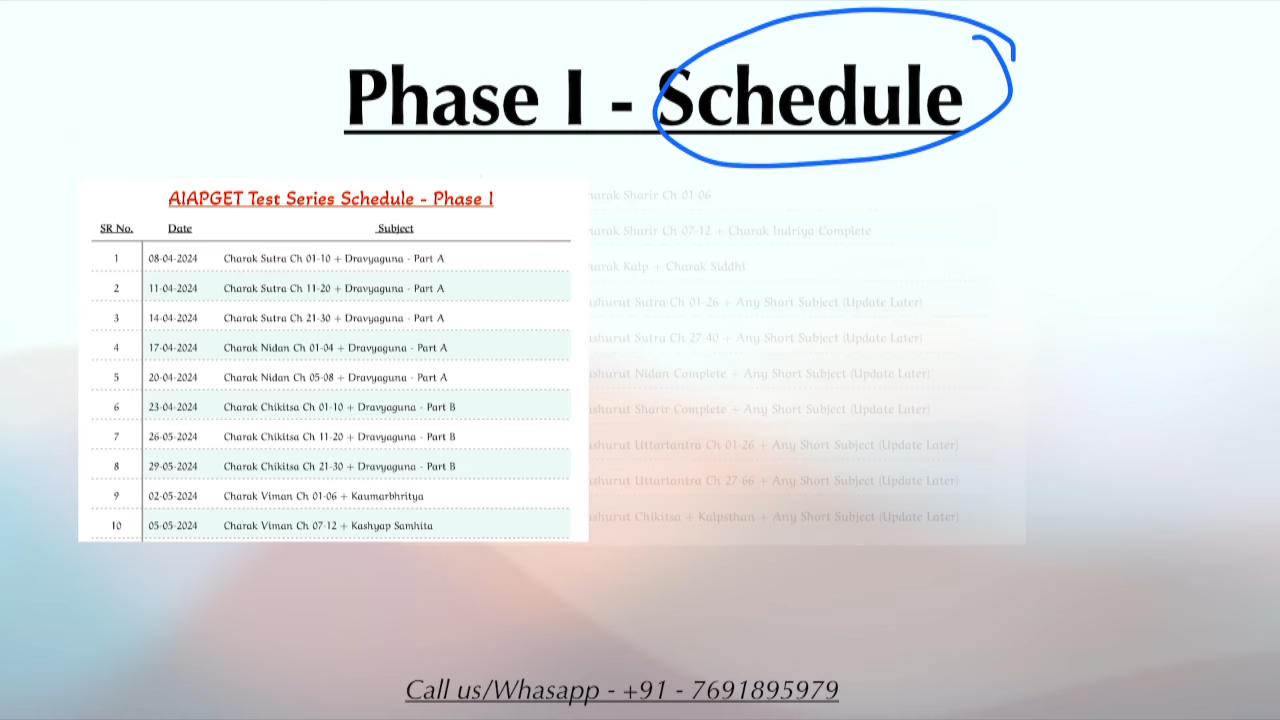 Phase I - Schedule
AIAPGET Test Series Schedule - Phase I
SR No. Date Subject
1 08-04-2024 Charak Sutra Ch 01-10 + Dravyaguna - Part A
2 11-04-2024 Charak Sutra Ch 11-20 + Dravyaguna - Part A
3 14-04-2024 Charak Sutra Ch 21-30 + Dravyaguna - Part A
4 17-04-2024 Charak Nidan Ch 01-04 + Dravyaguna - Part A
5 20-04-2024 Charak Nidan Ch 05-08 + Dravyaguna - Part A
6 23-04-2024 Charak Chikitsa Ch 01-10 + Dravyaguna - Part B
7 26-05-2024 Charak Chikitsa Ch 11-20 + Dravyaguna - Part B
8 29-05-2024 Charak Chikitsa Ch 21-30 + Dravyaguna - Part B
9 02-05-2024 Charak Viman Ch 01-06 + Kaumarbhritya
10 05-05-2024 Charak Viman Ch 07-12 + Kashyap Samhita
arak Sharir Ch 01-06
arak Sharir Ch 07-12 + Charak Indriya Complete
arak Kalp + Charak Siddhi
shurut Sutra Ch 01-26 + Any Short Subject (Update Later)
shurut Sutra Ch 27-40 + Any Short Subject (Update Later)
shurut Nidan Complete + Any Short Subject (Update Later)
shurut Sharir Complete + Any Short Subject (Update Later)
shurut Uttartantra Ch 01-26 + Any Short Subject (Update Later)
shurut Uttartantra Ch 27-66 + Any Short Subject (Update Later)
shurut Chikitsa + Kalpsthan + Any Short Subject (Update Later)
Call us/Whasapp - +91 - 7691895979